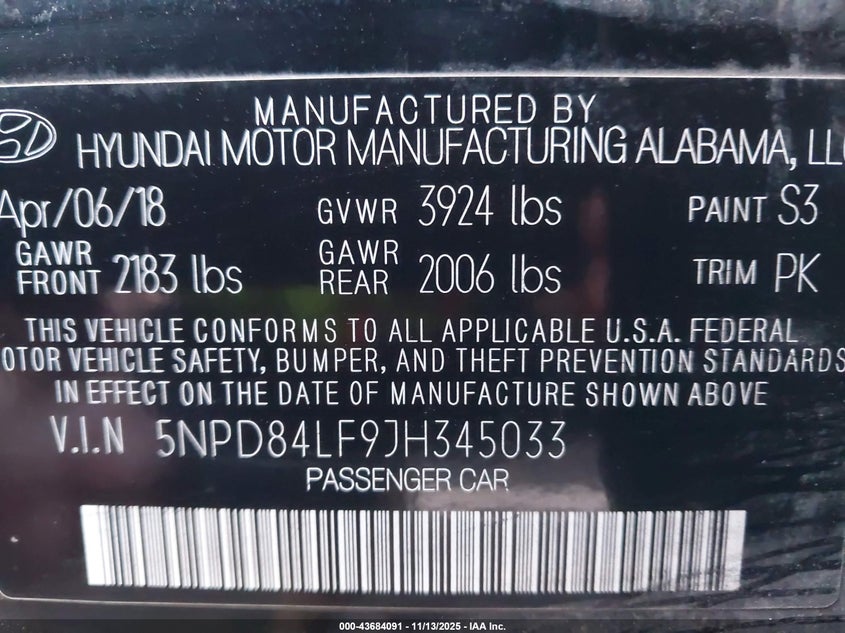 MANUFACTURED BY
HYUNDAI MOTOR MANUFACTURING ALABAMA, LLC
Apr/06/18 GVWR 3924 lbs PAINT S3
GAWR FRONT 2183 lbs GAWR REAR 2006 lbs TRIM PK
THIS VEHICLE CONFORMS TO ALL APPLICABLE U.S.A. FEDERAL
MOTOR VEHICLE SAFETY, BUMPER, AND THEFT PREVENTION STANDARDS
IN EFFECT ON THE DATE OF MANUFACTURE SHOWN ABOVE
V.I.N 5NPD84LF9JH345033
PASSENGER CAR
000-43684091 - 11/13/2025 - IAA Inc.